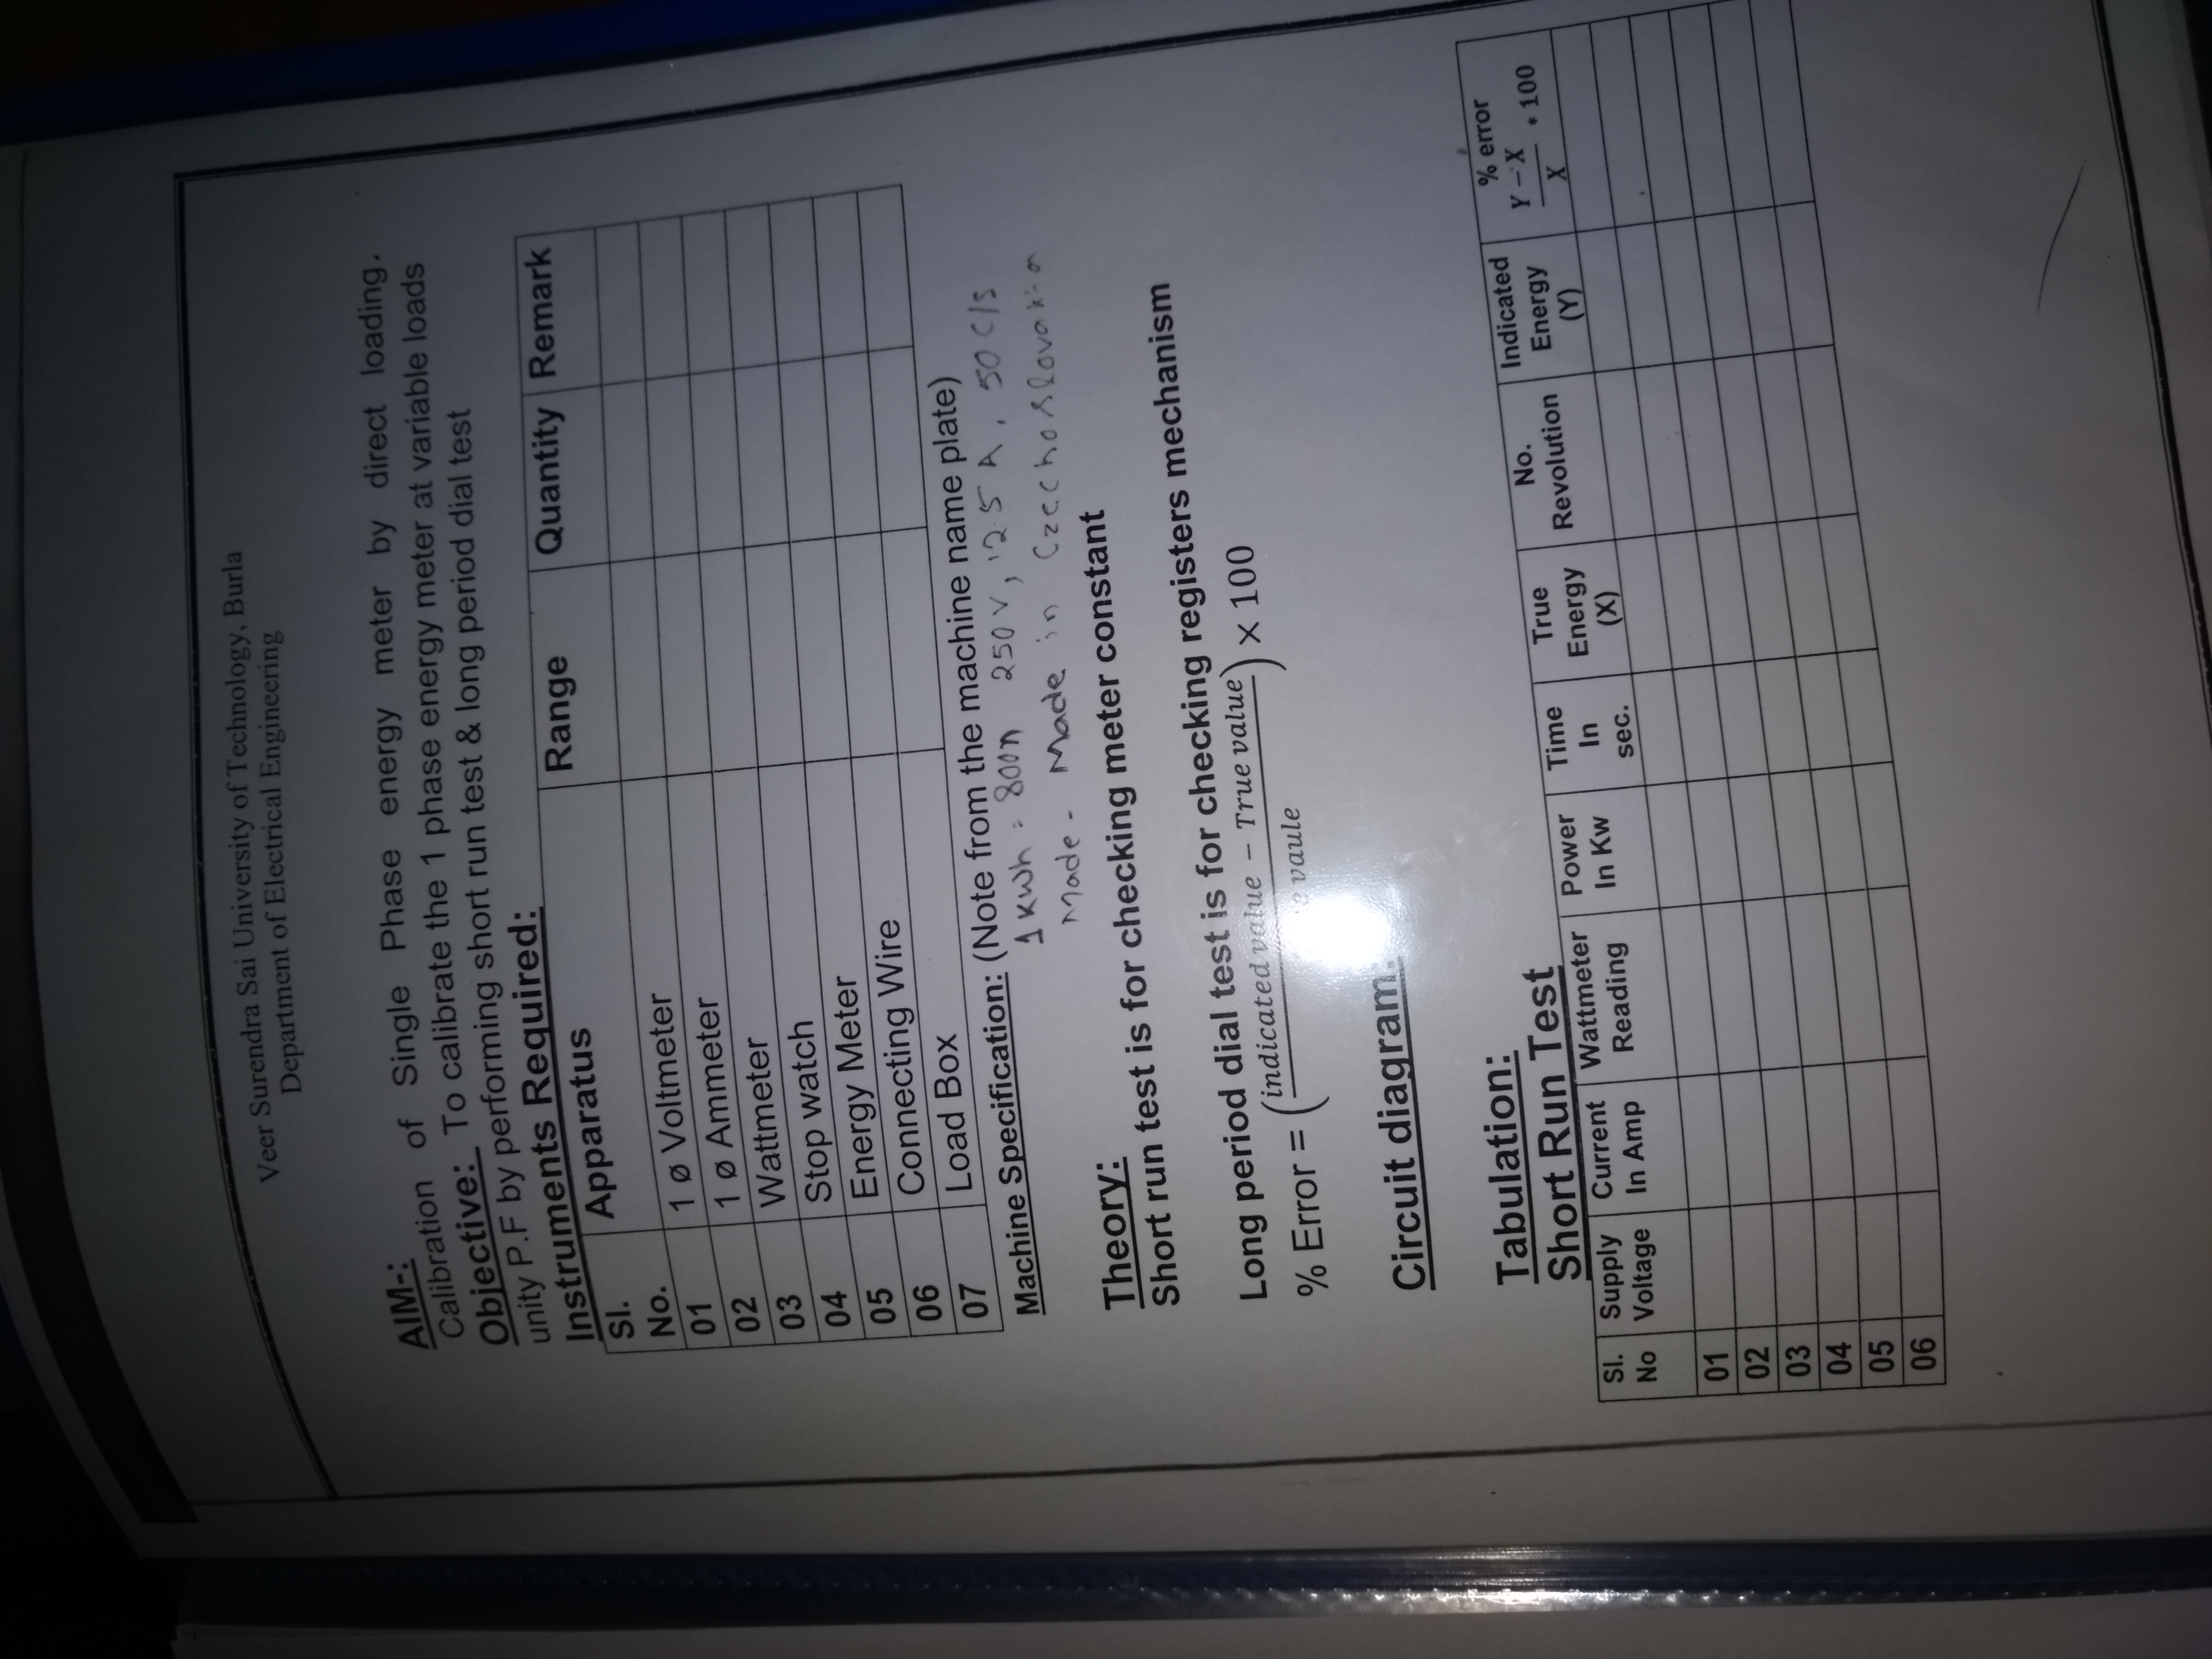 Veer Surendra Sai University of Technology, Burla
Department of Electrical Engineering
AIM-:
Calibration of Single Phase energy meter by direct loading.
Objective: To calibrate the 1 phase energy meter at variable loads
unity P.F by performing short run test & long period dial test
Instruments Required:
Sl. No. Apparatus Range Quantity Remark
01 1 ø Voltmeter
02 1 ø Ammeter
03 Wattmeter
04 Stop watch
05 Energy Meter
06 Connecting Wire
07 Load Box
Machine Specification: (Note from the machine name plate)
1 kwh = 800n 250 V, 12.5 A, 50 C/s
Made - Made in Czechoslovakia
Theory:
Short run test is for checking meter constant
Long period dial test is for checking registers mechanism
% Error = (indicated value − True value / vaule) × 100
Circuit diagram:
Tabulation:
Short Run Test
Sl. No Supply Voltage Current In Amp Wattmeter Reading Power In Kw Time In sec. True Energy (X) No. Revolution Indicated Energy (Y) % error Y − X / X * 100
01
02
03
04
05
06